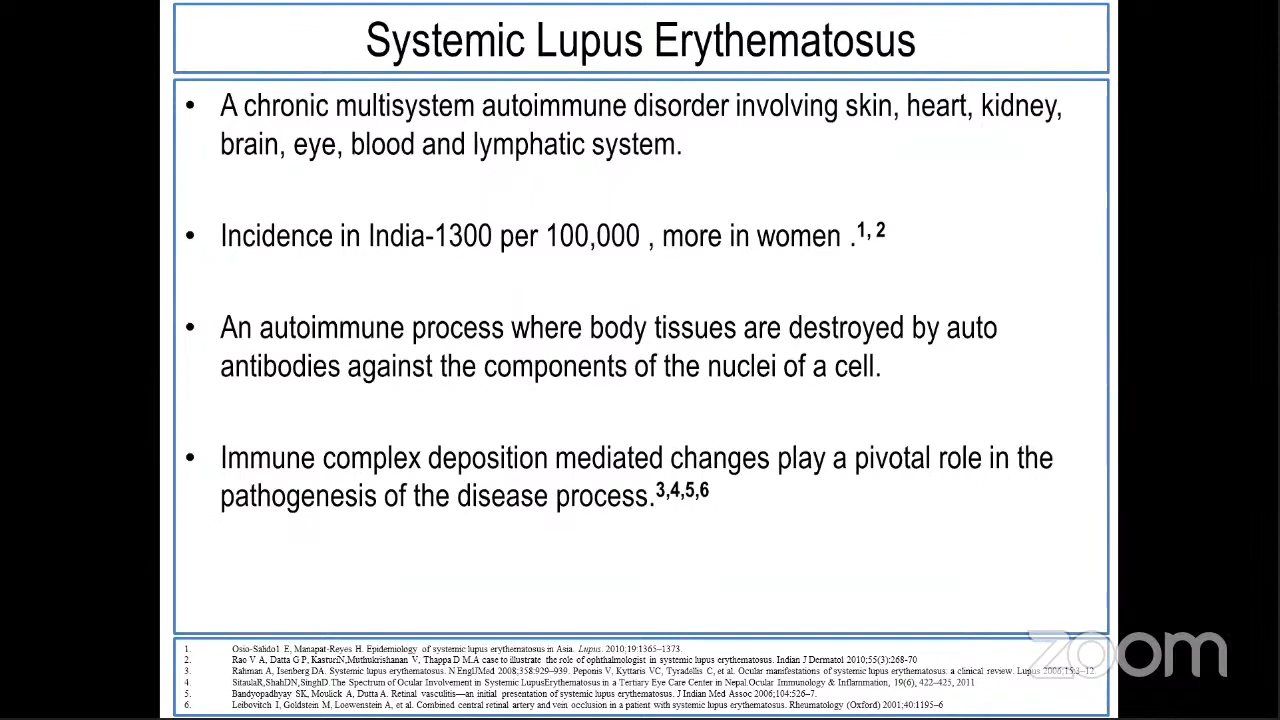 Systemic Lupus Erythematosus
• A chronic multisystem autoimmune disorder involving skin, heart, kidney,
brain, eye, blood and lymphatic system.
• Incidence in India-1300 per 100,000 , more in women .1, 2
• An autoimmune process where body tissues are destroyed by auto
antibodies against the components of the nuclei of a cell.
• Immune complex deposition mediated changes play a pivotal role in the
pathogenesis of the disease process.3,4,5,6
1. Osio-Salido1 E, Manapat-Reyes H. Epidemiology of systemic lupus erythematosus in Asia. Lupus. 2010;19:1365–1373.
2. Rao V A, Datta G P, KasturiN,Muthukrishanan V, Thappa D M.A case to illustrate the role of ophthalmologist in systemic lupus erythematosus. Indian J Dermatol 2010;55(3):268-70
3. Rahman A, Isenberg DA. Systemic lupus erythematosus. N.EnglJMed 2008;358:929–939. Peponis V, Kyttaris C, Tyradellis C, et al. Ocular manifestations of systemic lupus erythematosus: a clinical review. Lupus 2006;15:3–12.
4. SitaulaR,ShahDN,SinghD The Spectrum of Ocular Involvement in Systemic LupusErythematosus in a Tertiary Eye Care Center in Nepal.Ocular Immunology & Inflammation, 19(6), 422–425, 2011
5. Bandyopadhyay SK, Moulick A, Dutta A. Retinal vasculitis—an initial presentation of systemic lupus erythematosus. J Indian Med Assoc 2006;104:526–7.
6. Leibovitch I, Goldstein M, Loewenstein A, et al. Combined central retinal artery and vein occlusion in a patient with systemic lupus erythematosus. Rheumatology (Oxford) 2001;40:1195–6
zoom